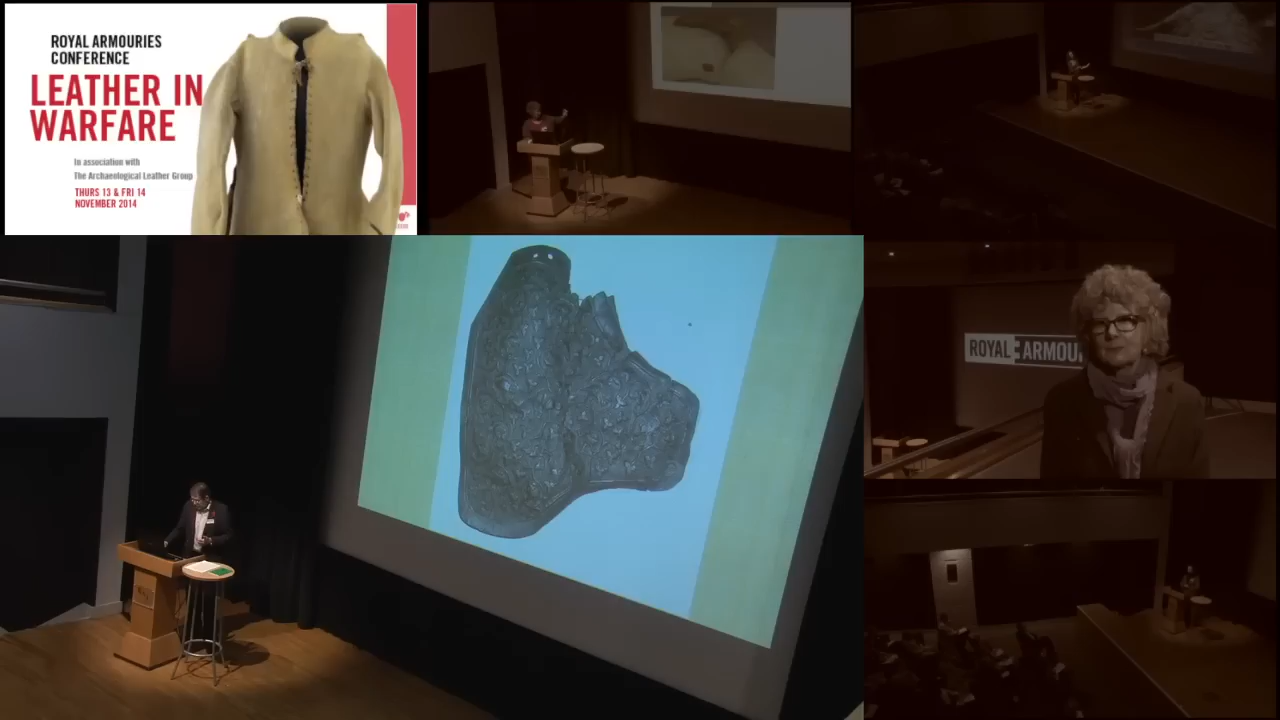 ROYAL ARMOURIES
CONFERENCE
LEATHER IN
WARFARE
In association with
The Archaeological Leather Group
THURS 13 & FRI 14
NOVEMBER 2014
ROYAL ARMOU